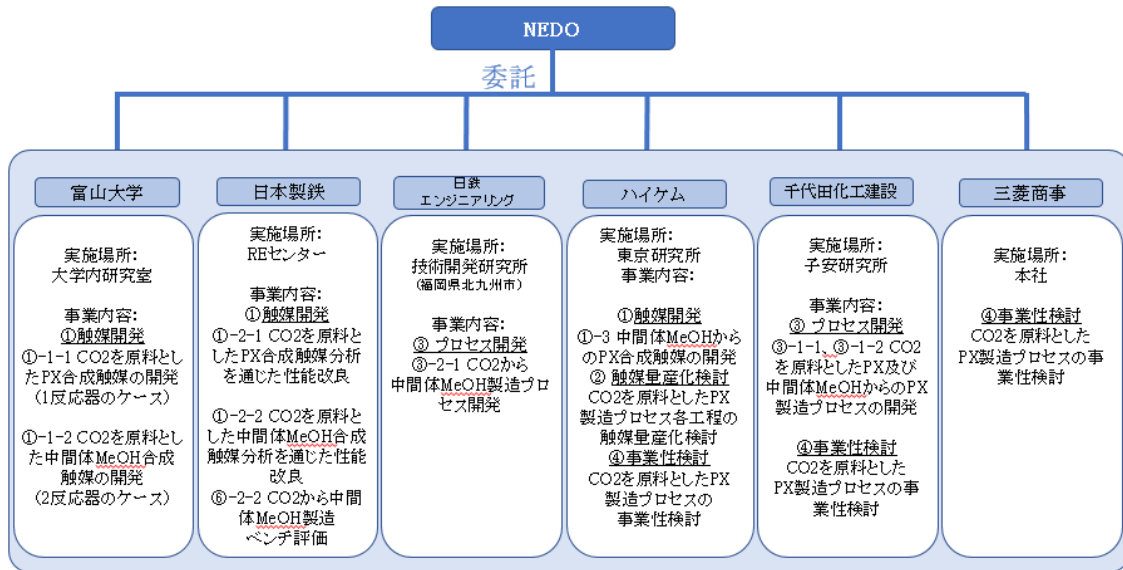 NEDO
委託
富山大学
実施場所:
大学内研究室
事業内容:
①触媒開発
①-1-1 CO2を原料とし
たPX合成触媒の開発
(1反応器のケース)
①-1-2 CO2を原料とし
た中間体MeOH合成
触媒の開発
(2反応器のケース)
日本製鉄
実施場所:
REセンター
事業内容:
①触媒開発
①-2-1 CO2を原料と
したPX合成触媒分析
を通じた性能改良
①-2-2 CO2を原料と
した中間体MeOH合成
触媒分析を通じた性能
改良
⑥-2-2 CO2から中間
体MeOH製造
ベンチ評価
日鉄
エンジニアリング
実施場所:
技術開発研究所
(福岡県北九州市)
事業内容:
③ プロセス開発
③-2-1 CO2から
中間体MeOH製造プロ
セス開発
ハイケム
実施場所:
東京研究所
事業内容:
①触媒開発
①-3 中間体MeOHから
のPX合成触媒の開発
② 触媒量産化検討
CO2を原料としたPX
製造プロセス各工程の
触媒量産化検討
④事業性検討
CO2を原料としたPX
製造プロセスの
事業性検討
千代田化工建設
実施場所:
子安研究所
事業内容:
③ プロセス開発
③-1-1、③-1-2 CO2
を原料としたPX及び
中間体MeOHからのPX
製造プロセスの開発
④事業性検討
CO2を原料とした
PX製造プロセスの事
業性検討
三菱商事
実施場所:
本社
④事業性検討
CO2を原料とした
PX製造プロセスの事
業性検討